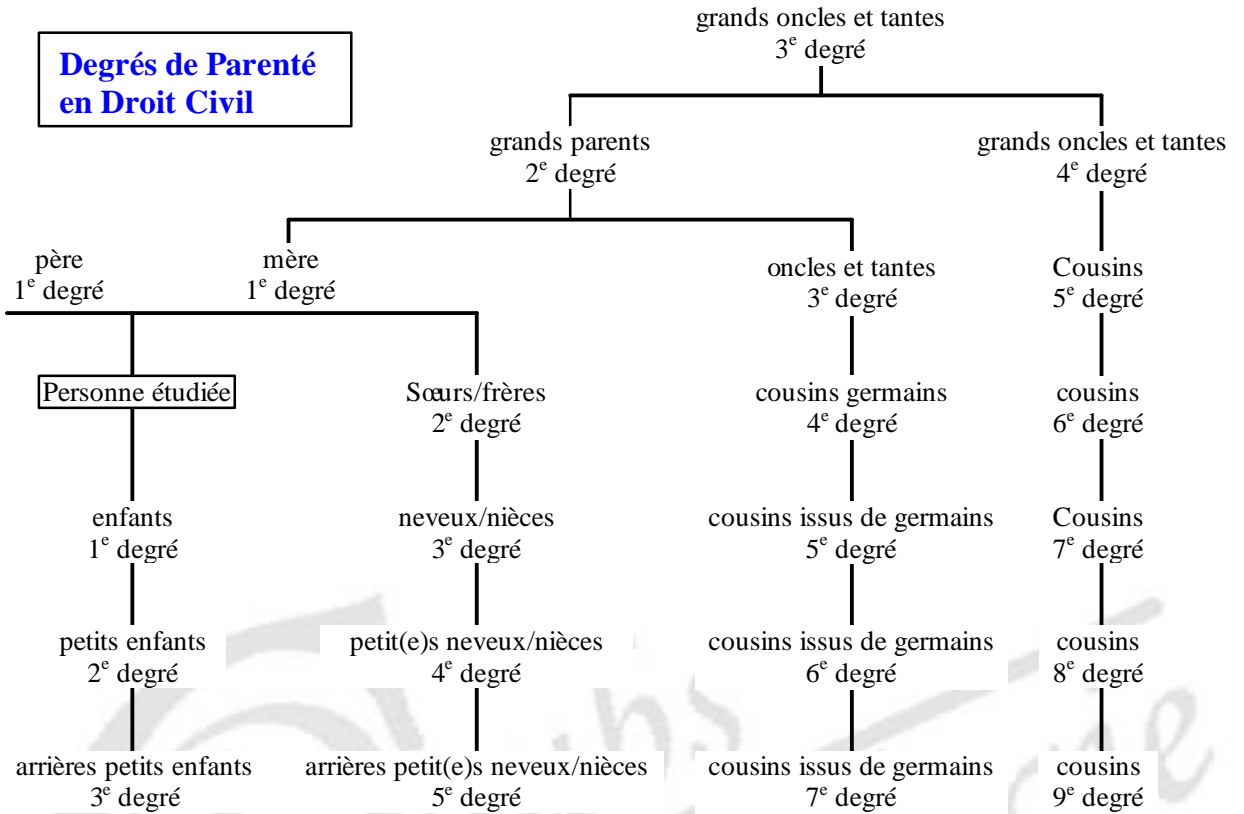 grands oncles et tantes
3e degré
Degrés de Parenté
en Droit Civil
grands parents
2e degré
grands oncles et tantes
4e degré
père
1e degré
mère
1e degré
oncles et tantes
3e degré
Cousins
5e degré
Personne étudiée
Sœurs/frères
2e degré
cousins germains
4e degré
cousins
6e degré
enfants
1e degré
neveux/nièces
3e degré
cousins issus de germains
5e degré
Cousins
7e degré
petits enfants
2e degré
petit(e)s neveux/nièces
4e degré
cousins issus de germains
6e degré
cousins
8e degré
arrières petits enfants
3e degré
arrières petit(e)s neveux/nièces
5e degré
cousins issus de germains
7e degré
cousins
9e degré